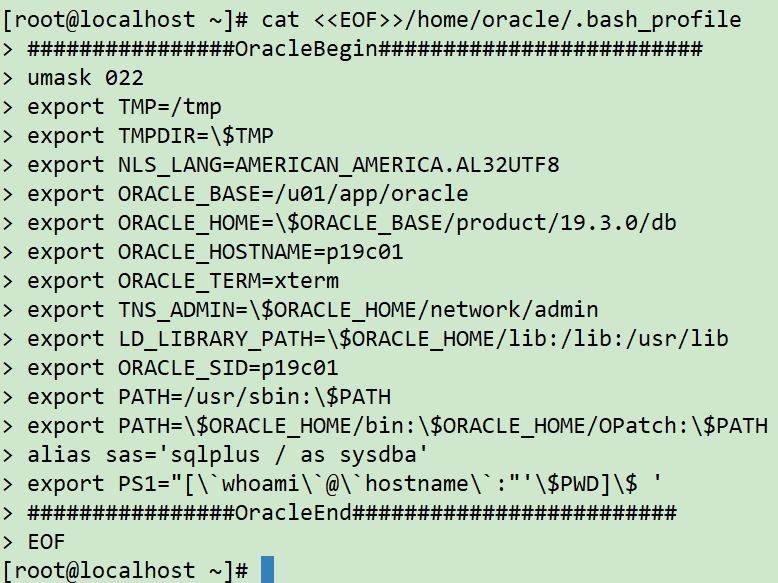 [root@localhost ~]# cat <<EOF>>/home/oracle/.bash_profile
> ################OracleBegin#########################
> umask 022
> export TMP=/tmp
> export TMPDIR=\$TMP
> export NLS_LANG=AMERICAN_AMERICA.AL32UTF8
> export ORACLE_BASE=/u01/app/oracle
> export ORACLE_HOME=\$ORACLE_BASE/product/19.3.0/db
> export ORACLE_HOSTNAME=p19c01
> export ORACLE_TERM=xterm
> export TNS_ADMIN=\$ORACLE_HOME/network/admin
> export LD_LIBRARY_PATH=\$ORACLE_HOME/lib:/lib:/usr/lib
> export ORACLE_SID=p19c01
> export PATH=/usr/sbin:\$PATH
> export PATH=\$ORACLE_HOME/bin:\$ORACLE_HOME/OPatch:\$PATH
> alias sas='sqlplus / as sysdba'
> export PS1="[\`whoami\`@\`hostname\`:"'\$PWD]\$ '
> ################OracleEnd#########################
> EOF
[root@localhost ~]#